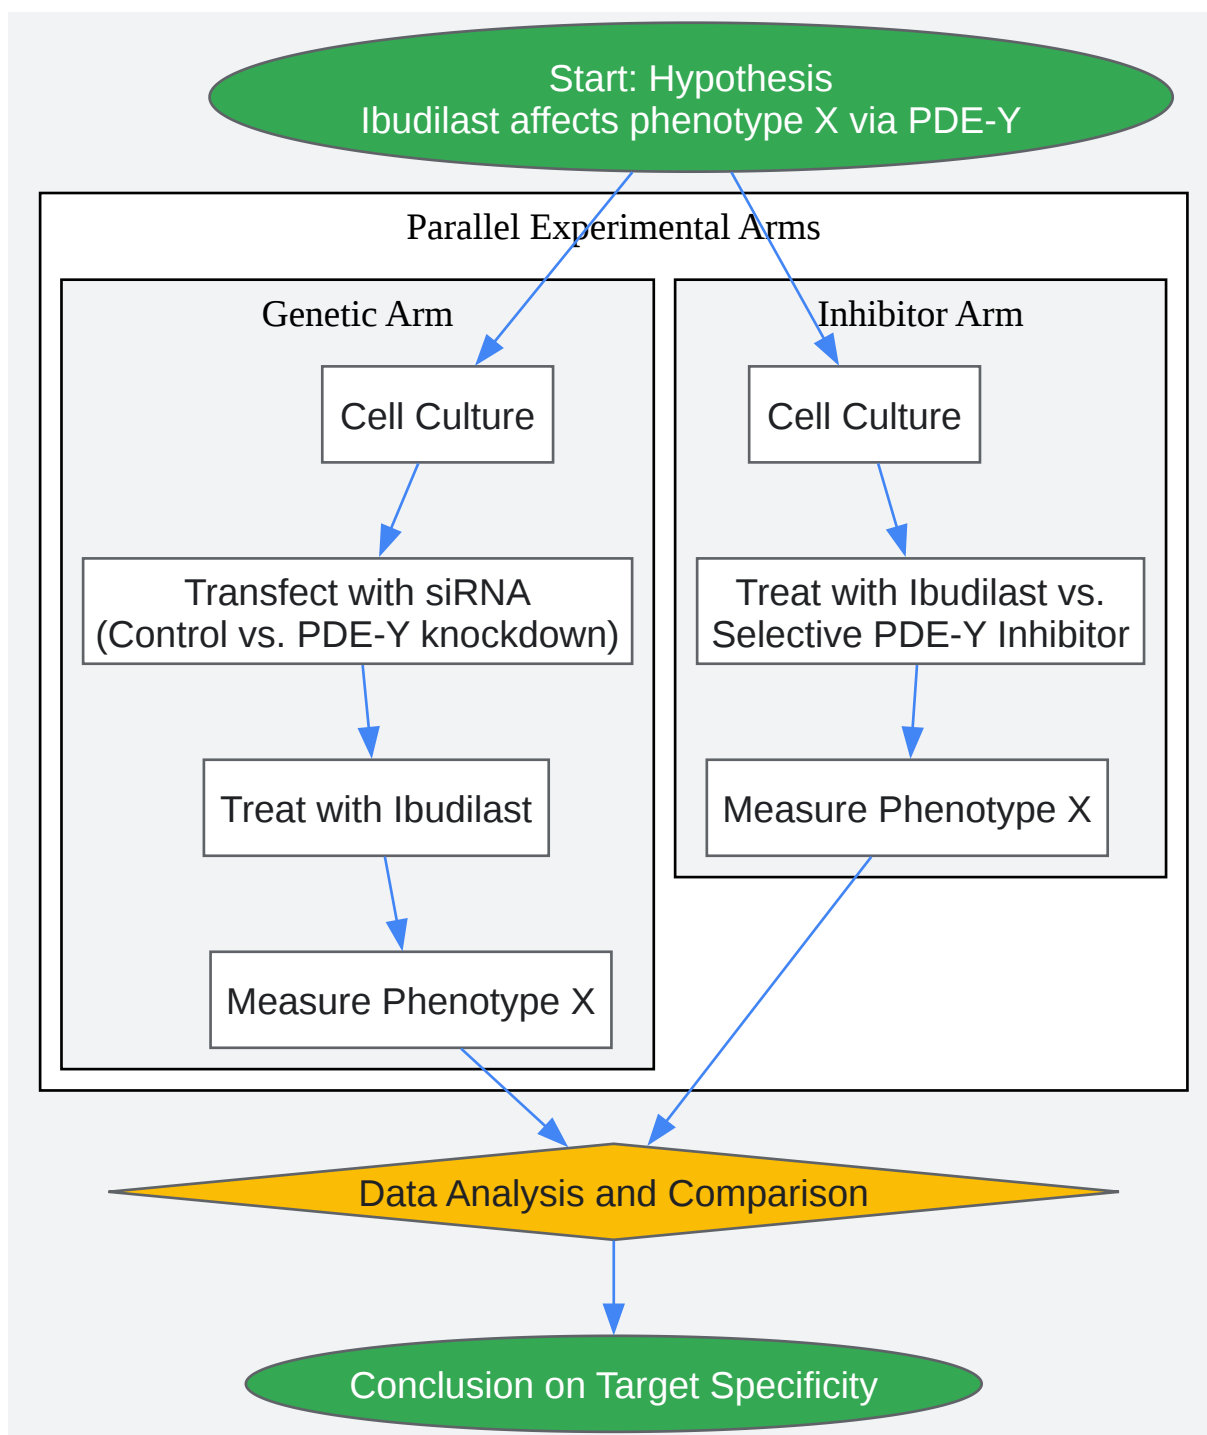 Start: Hypothesis
Ibudilast affects phenotype X via PDE-Y
Parallel Experimental Arms
Genetic Arm
Cell Culture
Transfect with siRNA
(Control vs. PDE-Y knockdown)
Treat with Ibudilast
Measure Phenotype X
Inhibitor Arm
Cell Culture
Treat with Ibudilast vs.
Selective PDE-Y Inhibitor
Measure Phenotype X
Data Analysis and Comparison
Conclusion on Target Specificity